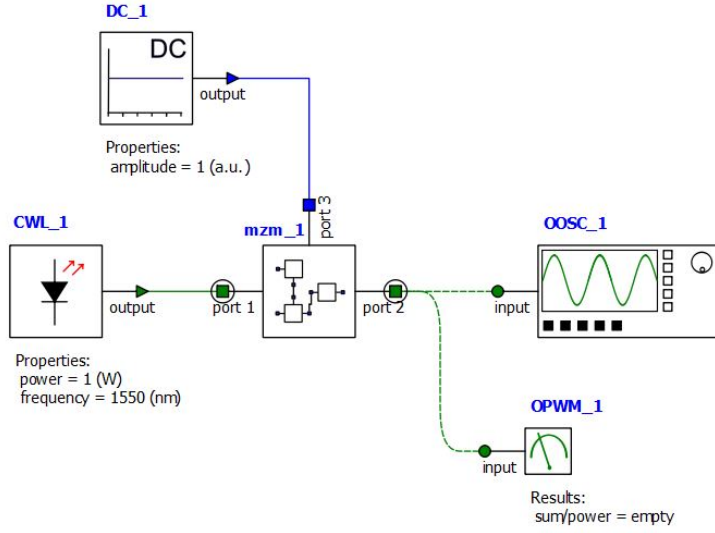 DC_1
DC
output
Properties:
amplitude = 1 (a.u.)
CWL_1
mzm_1
port 3
OOSC_1
output
port 1
port 2
input
Properties:
power = 1 (W)
frequency = 1550 (nm)
OPWM_1
input
Results:
sum/power = empty